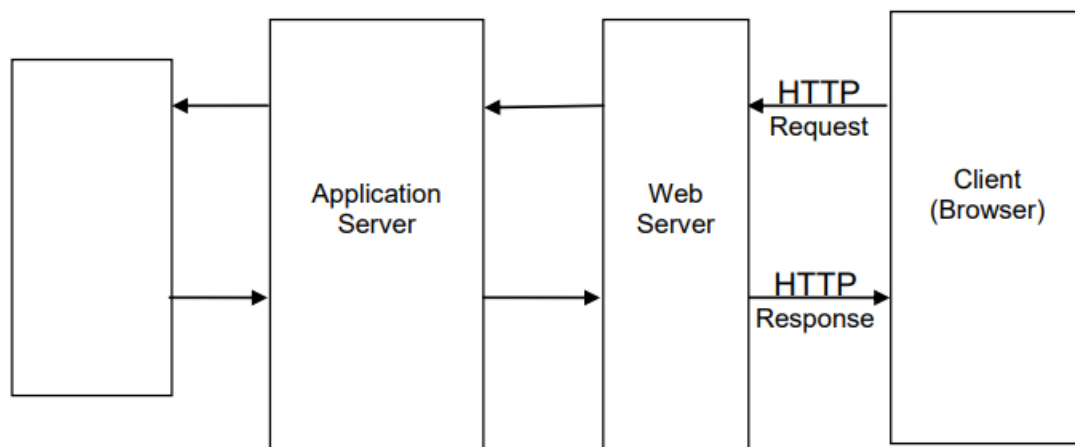 HTTP
Request
Application
Server
Web
Server
Client
(Browser)
HTTP
Response